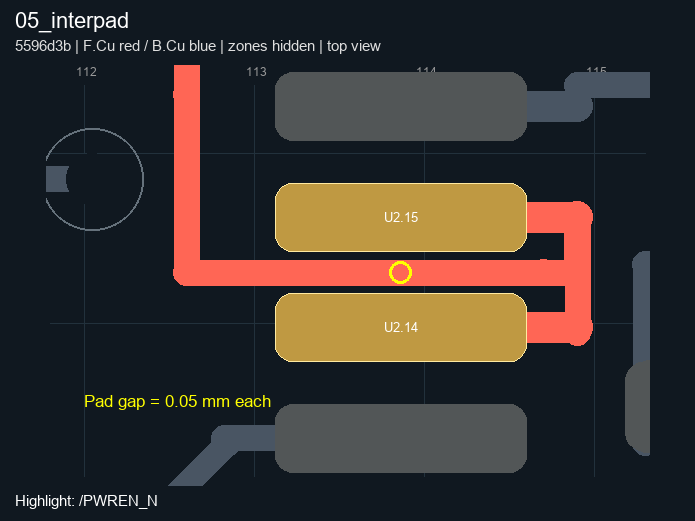 05_interpad
5596d3b | F.Cu red / B.Cu blue | zones hidden | top view
112 113 114 115
U2.15
U2.14
Pad gap = 0.05 mm each
Highlight: /PWREN_N